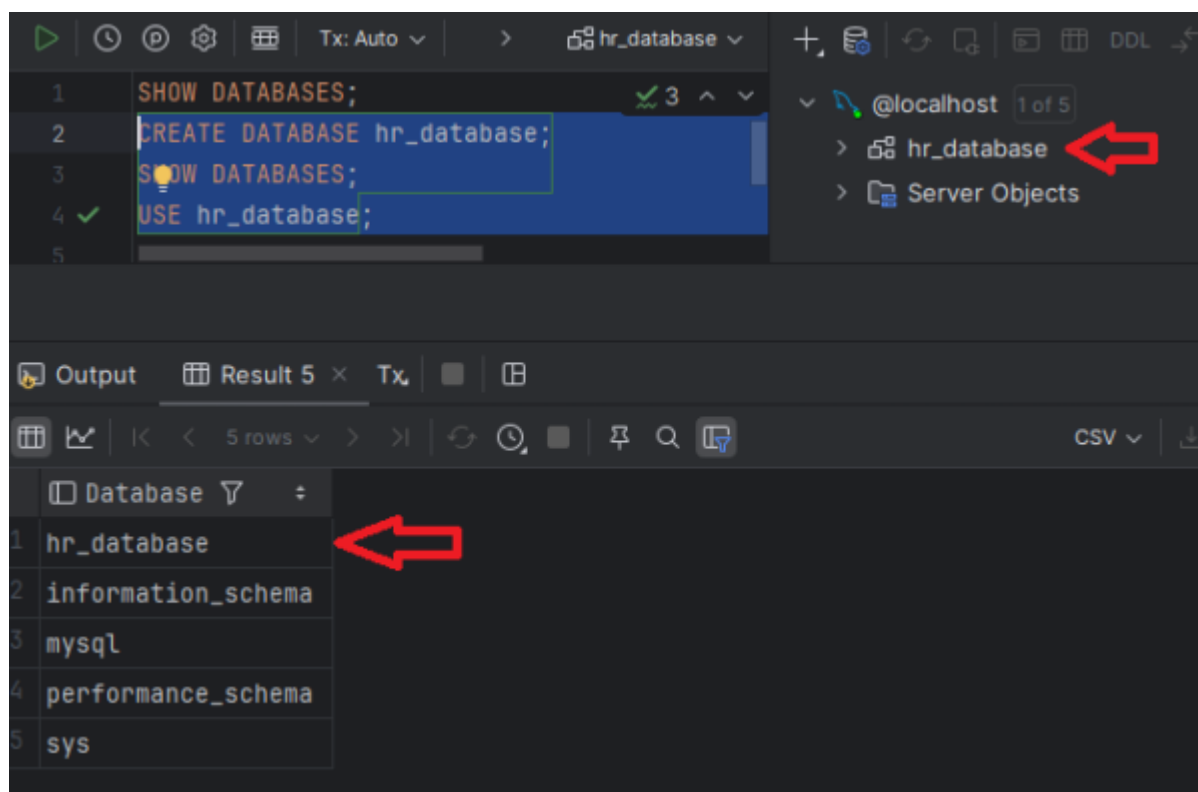 Tx: Auto
hr_database
DDL
1 SHOW DATABASES;
3
2 CREATE DATABASE hr_database;
3 SHOW DATABASES;
4 USE hr_database;
5
@localhost 1 of 5
hr_database
Server Objects
Output
Result 5
Tx
5 rows
CSV
Database
1 hr_database
2 information_schema
3 mysql
4 performance_schema
5 sys